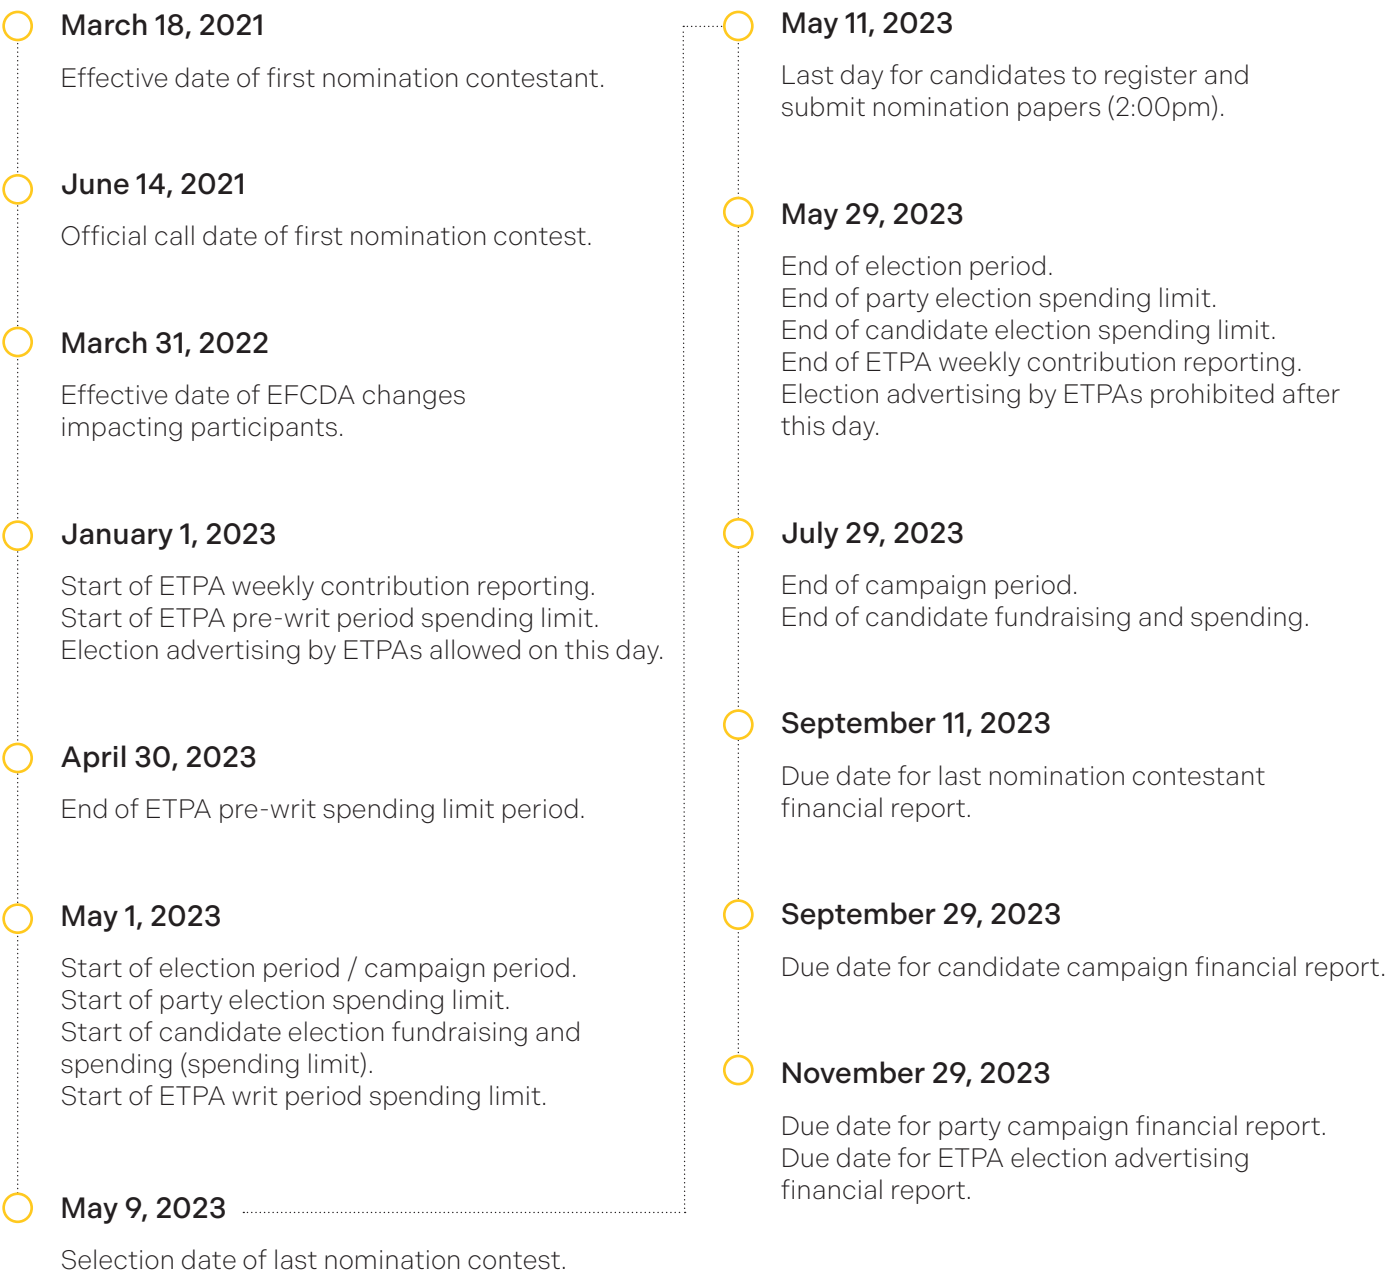 March 18, 2021
Effective date of first nomination contestant.
June 14, 2021
Official call date of first nomination contest.
March 31, 2022
Effective date of EFCDA changes
impacting participants.
January 1, 2023
Start of ETPA weekly contribution reporting.
Start of ETPA pre-writ period spending limit.
Election advertising by ETPAs allowed on this day.
April 30, 2023
End of ETPA pre-writ spending limit period.
May 1, 2023
Start of election period / campaign period.
Start of party election spending limit.
Start of candidate election fundraising and
spending (spending limit).
Start of ETPA writ period spending limit.
May 9, 2023
Selection date of last nomination contest.
May 11, 2023
Last day for candidates to register and
submit nomination papers (2:00pm).
May 29, 2023
End of election period.
End of party election spending limit.
End of candidate election spending limit.
End of ETPA weekly contribution reporting.
Election advertising by ETPAs prohibited after
this day.
July 29, 2023
End of campaign period.
End of candidate fundraising and spending.
September 11, 2023
Due date for last nomination contestant
financial report.
September 29, 2023
Due date for candidate campaign financial report.
November 29, 2023
Due date for party campaign financial report.
Due date for ETPA election advertising
financial report.